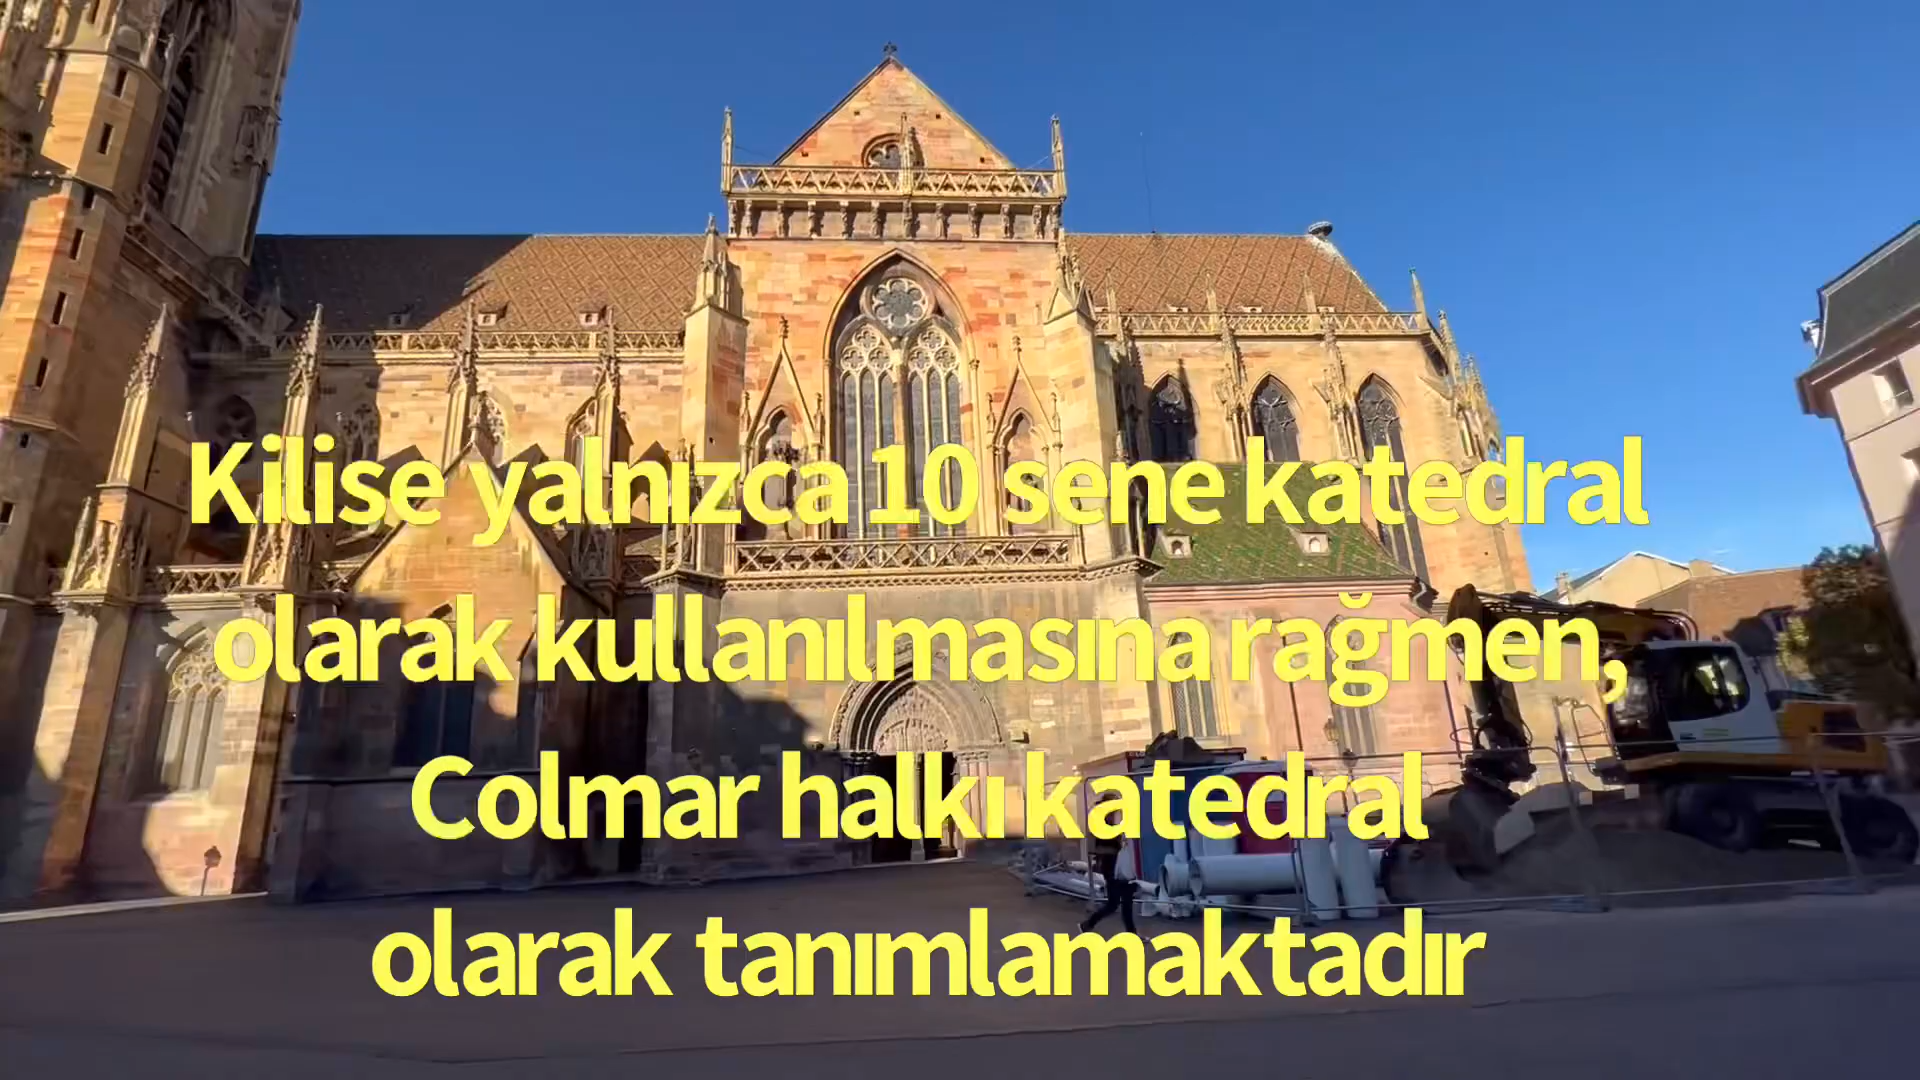 Kilise yalnızca 10 sene katedral
olarak kullanılmasına rağmen,
Colmar halkı katedral
olarak tanımlamaktadır